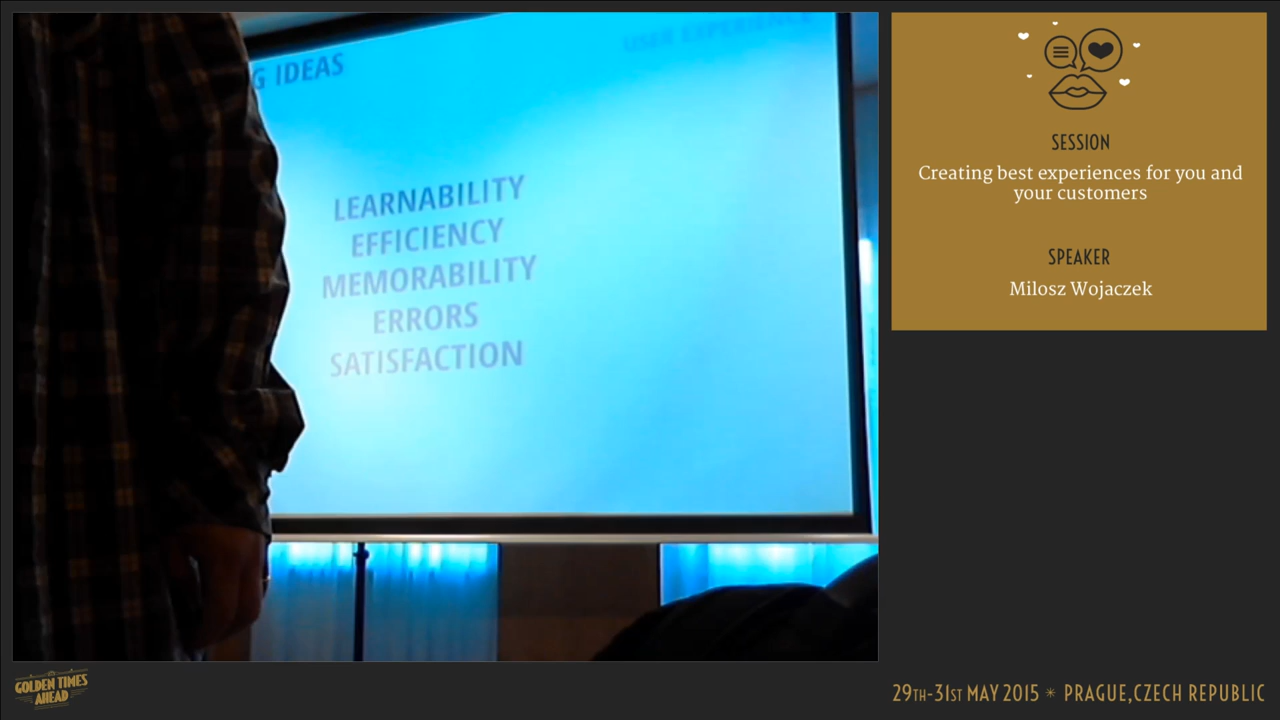 G IDEAS
USER EXPERIENCE
LEARNABILITY
EFFICIENCY
MEMORABILITY
ERRORS
SATISFACTION
SESSION
Creating best experiences for you and
your customers
SPEAKER
Milosz Wojaczek
GOLDEN TIMES
AHEAD
29TH-31ST MAY 2015 * PRAGUE,CZECH REPUBLIC